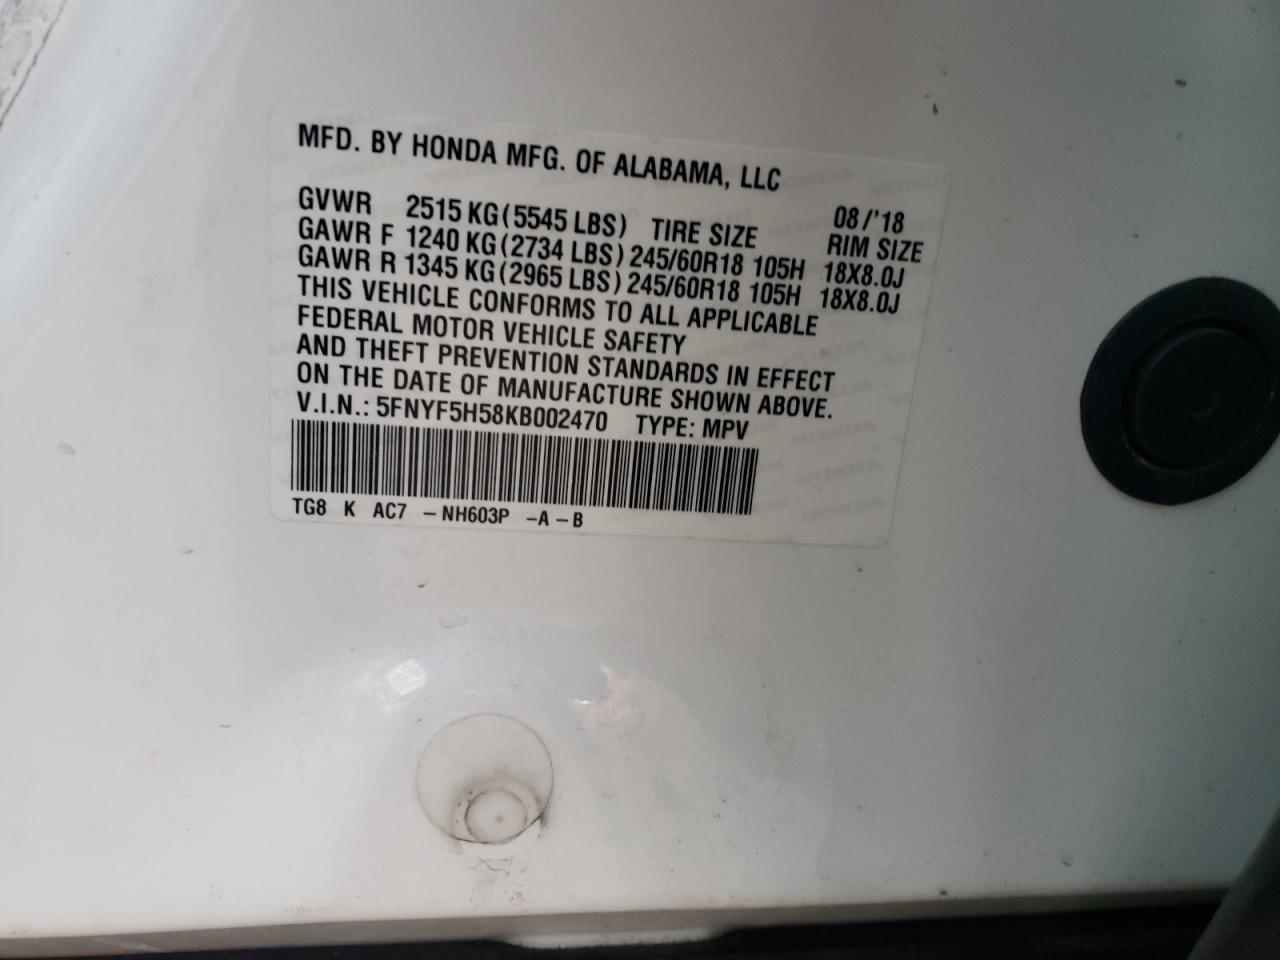 MFD. BY HONDA MFG. OF ALABAMA, LLC
08/'18
GVWR 2515 KG(5545 LBS) TIRE SIZE RIM SIZE
GAWR F 1240 KG(2734 LBS) 245/60R18 105H 18X8.0J
GAWR R 1345 KG(2965 LBS) 245/60R18 105H 18X8.0J
THIS VEHICLE CONFORMS TO ALL APPLICABLE
FEDERAL MOTOR VEHICLE SAFETY
AND THEFT PREVENTION STANDARDS IN EFFECT
ON THE DATE OF MANUFACTURE SHOWN ABOVE.
V.I.N.: 5FNYF5H58KB002470 TYPE: MPV
TG8 K AC7 -NH603P -A-B